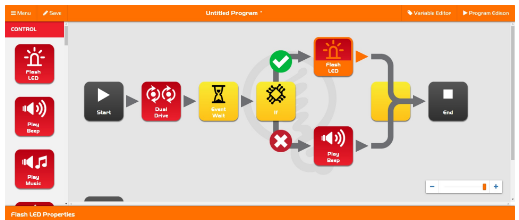 Menu
Save
Untitled Program *
Variable Editor
Program Edison
CONTROL
Flash
LED
Play
Beep
Play
Music
Start
Dual
Drive
Event
Wait
If
Flash
LED
Play
Beep
End
− +
Flash LED Properties